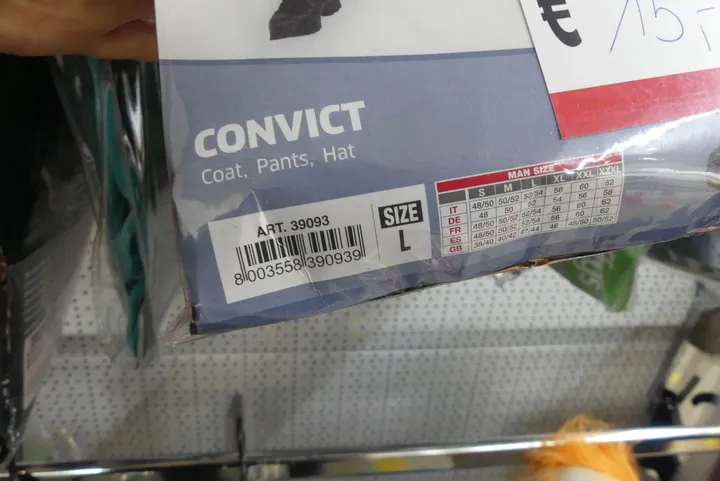 € 15,-
CONVICT
Coat, Pants, Hat
ART. 39093
8 003558 390939
SIZE
L
MAN SIZE
S M L XL XXL XXXL
IT 48/50 50/52 52/54 56 60 62
DE 48 50 52 54 56 58
FR 48/50 50/52 52/54 56 60 62
ES 48/50 50/52 52/54 56 60 62
GB 38/40 40/42 42/44 46 48/50 50/52